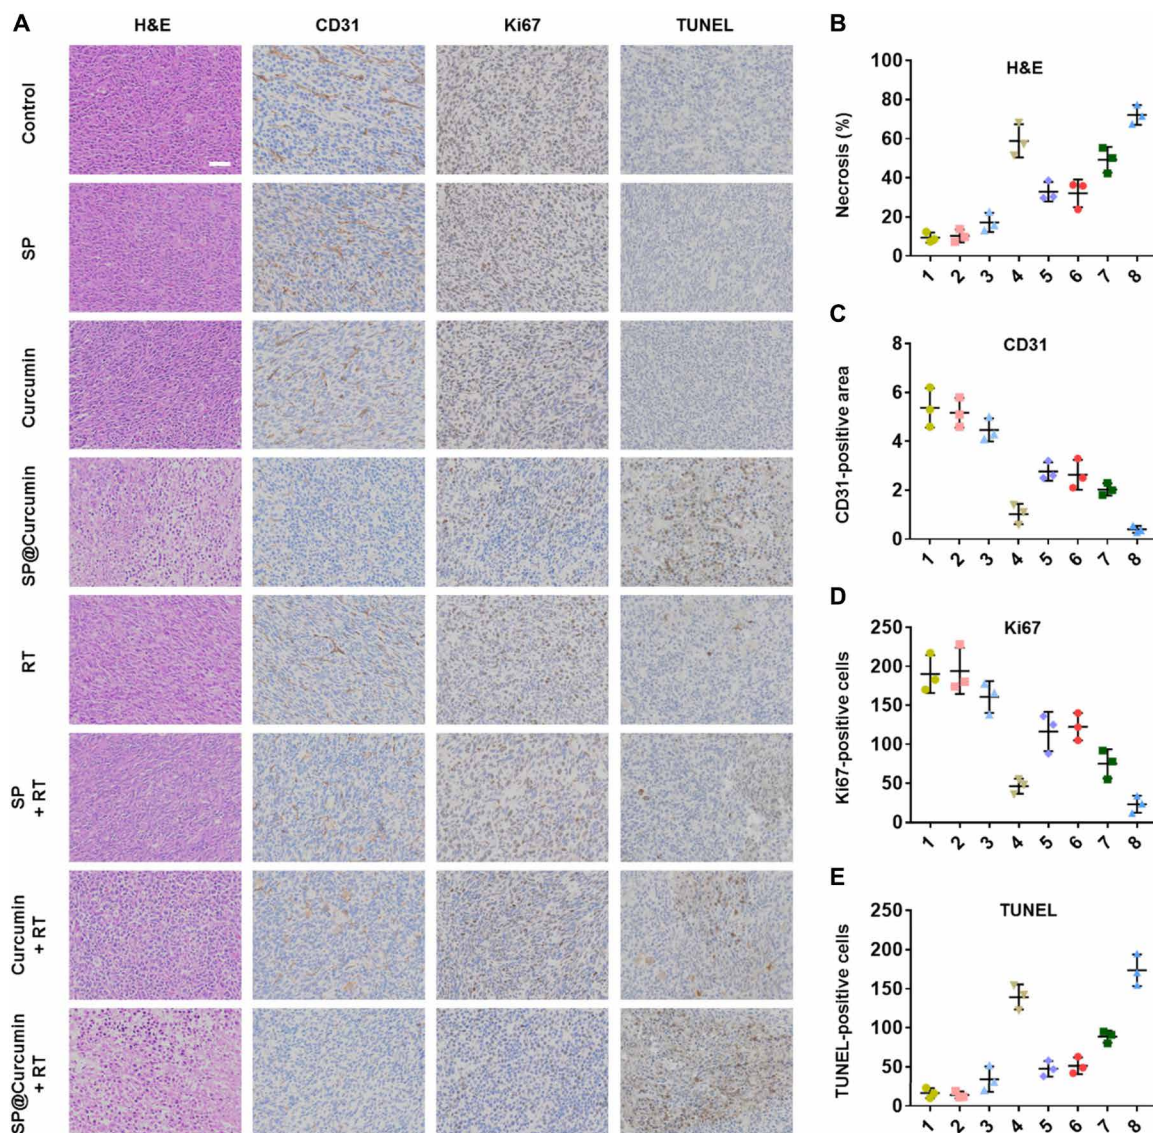 A
H&E
CD31
Ki67
TUNEL
Control
SP
Curcumin
SP@Curcumin
RT
SP
+ RT
Curcumin
+ RT
SP@Curcumin
+ RT
B
H&E
Necrosis (%)
100
80
60
40
20
0
1 2 3 4 5 6 7 8
C
CD31
CD31-positive area
8
6
4
2
0
1 2 3 4 5 6 7 8
D
Ki67
Ki67-positive cells
250
200
150
100
50
0
1 2 3 4 5 6 7 8
E
TUNEL
TUNEL-positive cells
250
200
150
100
50
0
1 2 3 4 5 6 7 8